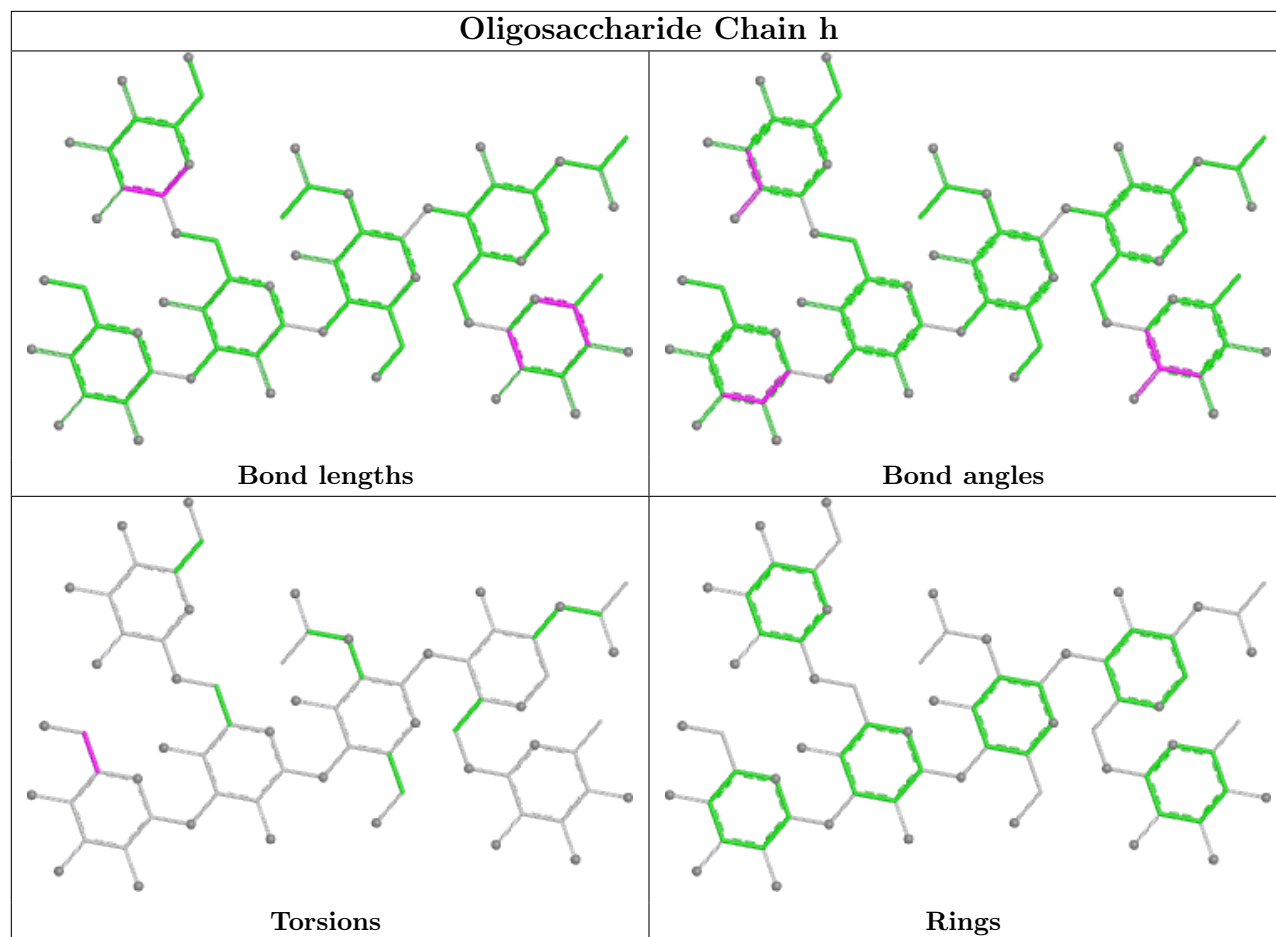 Oligosaccharide Chain h
Bond lengths
Bond angles
Torsions
Rings